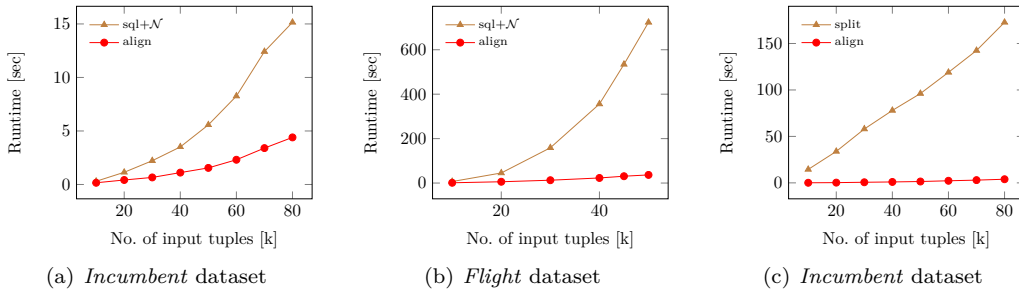 sql+𝒩
align
15
10
5
0
Runtime [sec]
20 40 60 80
No. of input tuples [k]
(a) Incumbent dataset
sql+𝒩
align
600
400
200
0
Runtime [sec]
20 40
No. of input tuples [k]
(b) Flight dataset
split
align
150
100
50
0
Runtime [sec]
20 40 60 80
No. of input tuples [k]
(c) Incumbent dataset